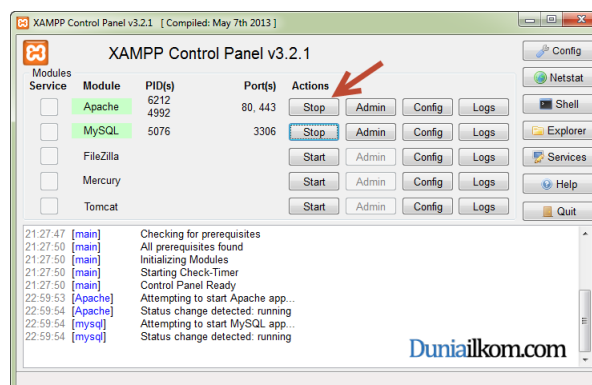 XAMPP Control Panel v3.2.1 [ Compiled: May 7th 2013 ]
XAMPP Control Panel v3.2.1
Config
Modules
Service Module PID(s) Port(s) Actions
Netstat
Apache 6212 4992 80, 443 Stop Admin Config Logs
Shell
MySQL 5076 3306 Stop Admin Config Logs
Explorer
FileZilla Start Admin Config Logs
Services
Mercury Start Admin Config Logs
Help
Tomcat Start Admin Config Logs
Quit
21:27:47 [main] Checking for prerequisites
21:27:50 [main] All prerequisites found
21:27:50 [main] Initializing Modules
21:27:50 [main] Starting Check-Timer
21:27:50 [main] Control Panel Ready
22:59:53 [Apache] Attempting to start Apache app...
22:59:54 [Apache] Status change detected: running
22:59:54 [mysql] Attempting to start MySQL app...
22:59:54 [mysql] Status change detected: running
Duniailkom.com